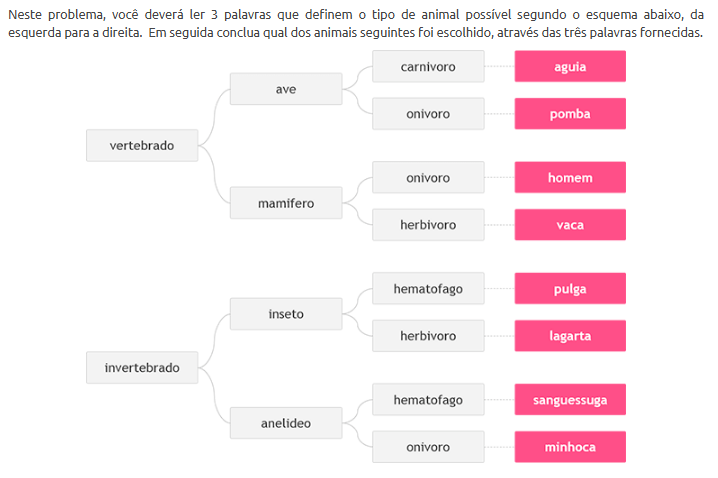 Neste problema, você deverá ler 3 palavras que definem o tipo de animal possível segundo o esquema abaixo, da
esquerda para a direita. Em seguida conclua qual dos animais seguintes foi escolhido, através das três palavras fornecidas.
carnivoro
aguia
ave
onivoro
pomba
vertebrado
onivoro
homem
mamifero
herbivoro
vaca
hematofago
pulga
inseto
herbivoro
lagarta
invertebrado
hematofago
sanguessuga
anelideo
onivoro
minhoca